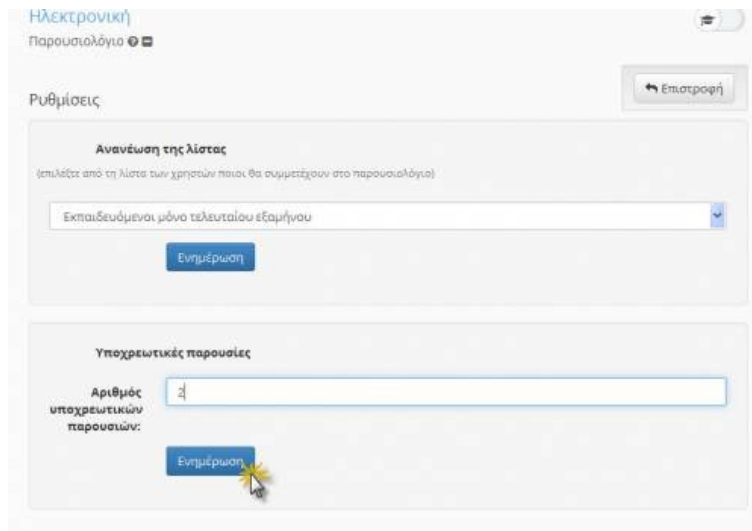 Ηλεκτρονική
Παρουσιολόγιο
Επιστροφή
Ρυθμίσεις
Ανανέωση της λίστας
(επιλέξτε από τη λίστα των χρηστών ποιοι θα συμμετέχουν στο παρουσιολόγιο)
Εκπαιδευόμενοι μόνο τελευταίου εξαμήνου
Ενημέρωση
Υποχρεωτικές παρουσίες
Αριθμός
υποχρεωτικών
παρουσιών:
2
Ενημέρωση